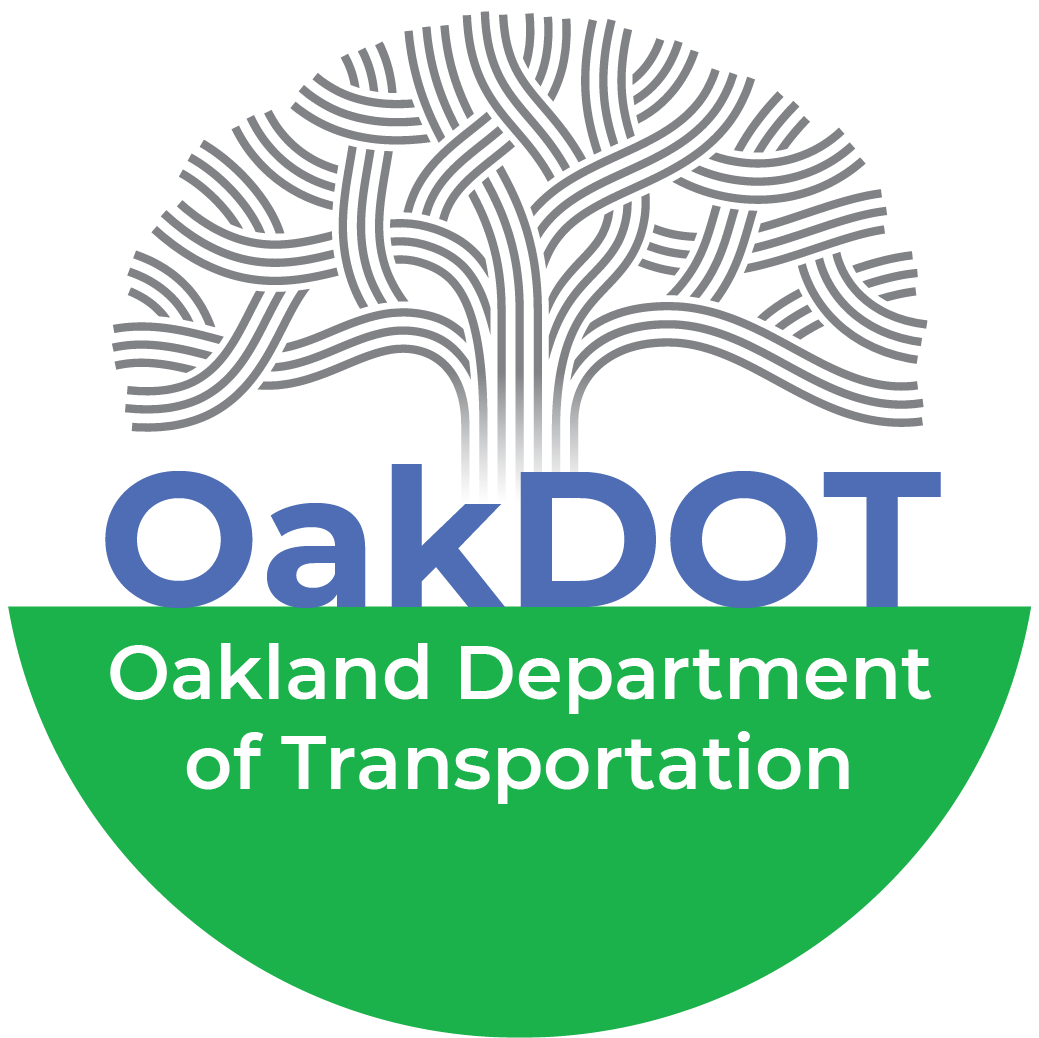 OakDOT
Oakland Department
of Transportation